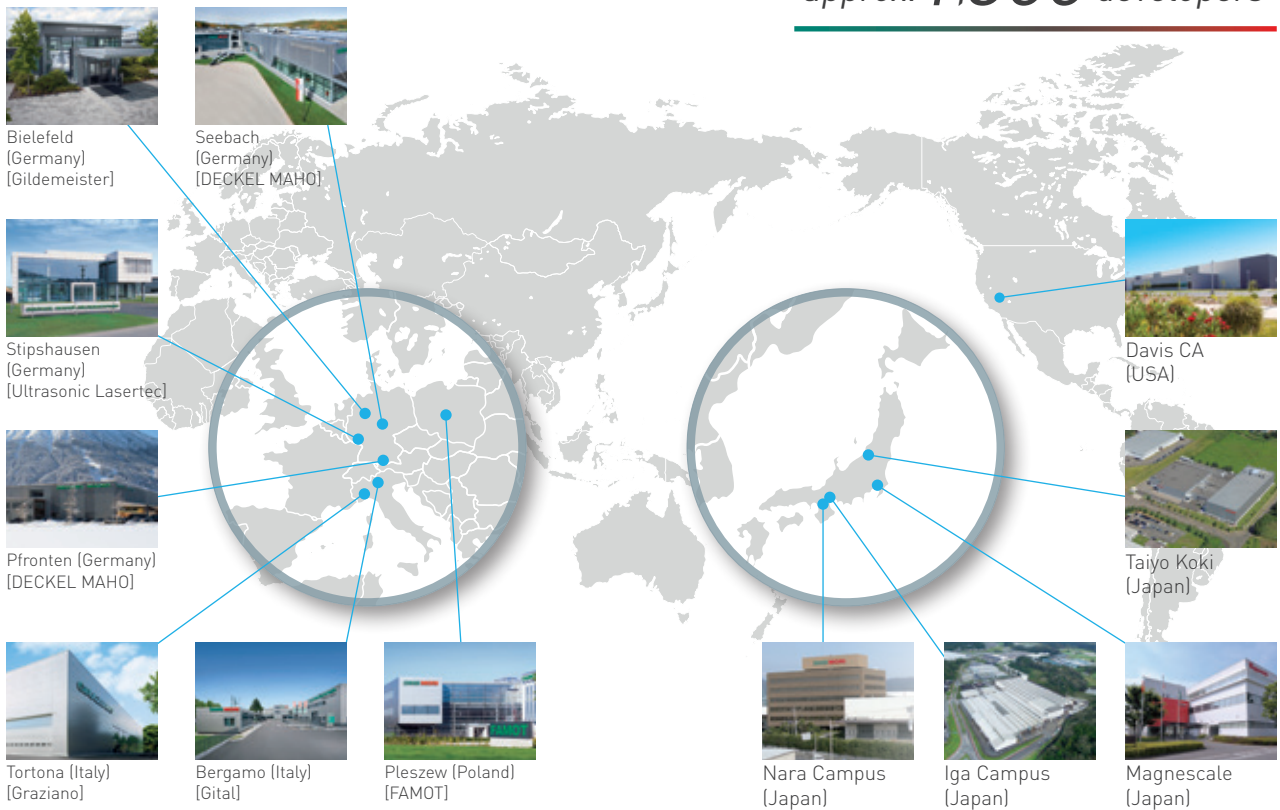 developers
Bielefeld
(Germany)
[Gildemeister]
Seebach
(Germany)
[DECKEL MAHO]
Stipshausen
(Germany)
[Ultrasonic Lasertec]
Davis CA
(USA)
Pfronten (Germany)
[DECKEL MAHO]
Taiyo Koki
(Japan)
FAMOT
Tortona (Italy)
[Graziano]
Bergamo (Italy)
[Gital]
Pleszew (Poland)
[FAMOT]
Nara Campus
(Japan)
Iga Campus
(Japan)
Magnescale
(Japan)